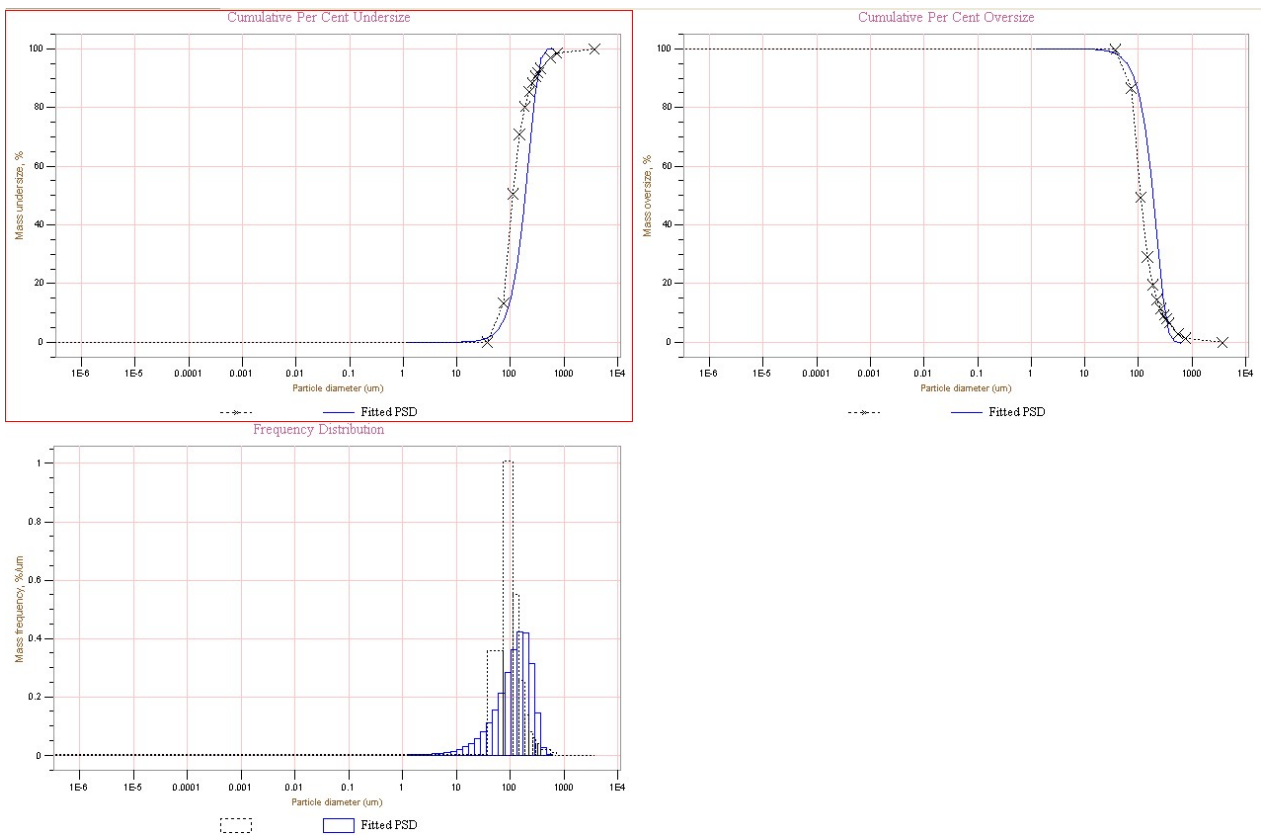 Cumulative Per Cent Undersize
100
80
60
40
20
0
Mass undersize, %
1E-6 1E-5 0.0001 0.001 0.01 0.1 1 10 100 1000 1E4
Particle diameter (um)
Fitted PSD
Cumulative Per Cent Oversize
100
80
60
40
20
0
Mass oversize, %
1E-6 1E-5 0.0001 0.001 0.01 0.1 1 10 100 1000 1E4
Particle diameter (um)
Fitted PSD
Frequency Distribution
1
0.8
0.6
0.4
0.2
0
Mass frequency, %/um
1E-6 1E-5 0.0001 0.001 0.01 0.1 1 10 100 1000 1E4
Particle diameter (um)
Fitted PSD